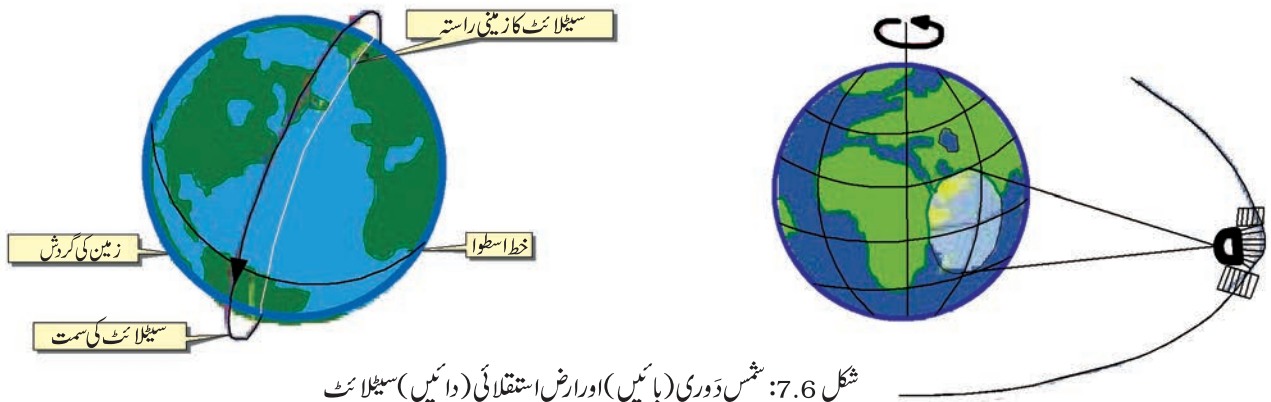 سیٹلائٹ کا زمینی راستہ
زمین کی گردش
خط اسطوا
سیٹلائٹ کی سمت
شکل 7.6: شمس دَوری (بائیں) اور ارض استقلائی (دائیں) سیٹلائٹ